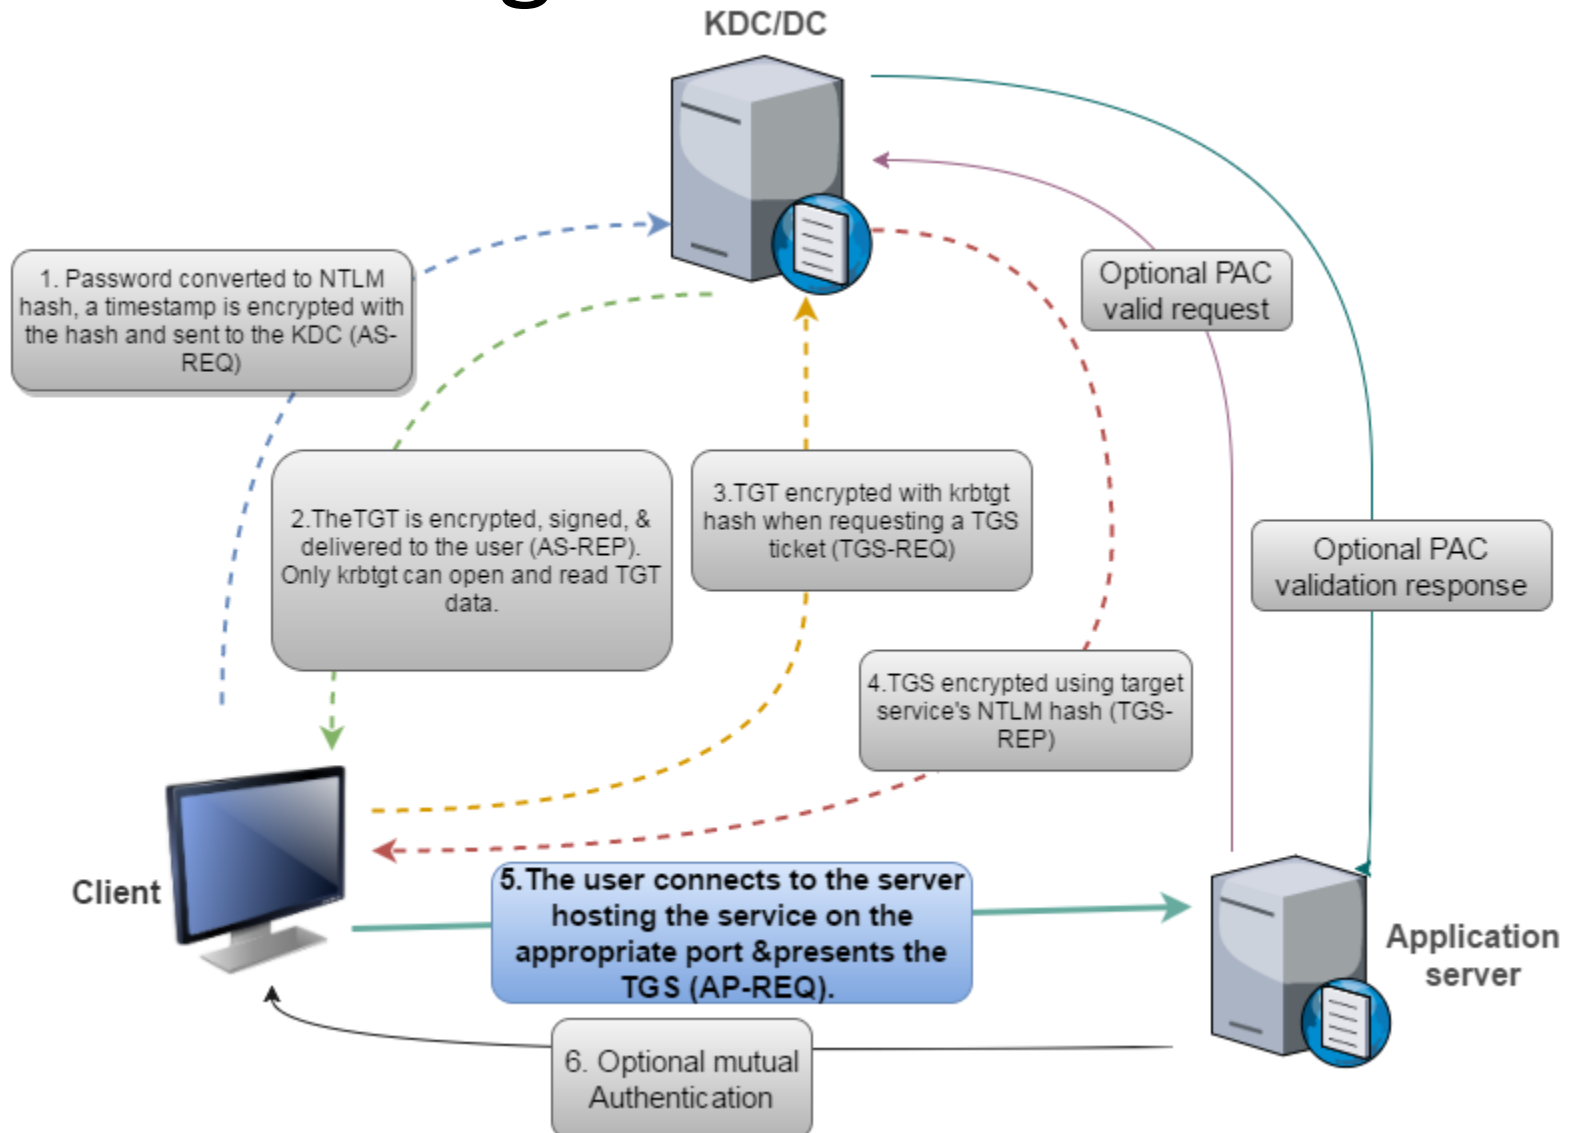 g
KDC/DC
1. Password converted to NTLM
hash, a timestamp is encrypted with
the hash and sent to the KDC (AS-
REQ)
Optional PAC
valid request
2.TheTGT is encrypted, signed, &
delivered to the user (AS-REP).
Only krbtgt can open and read TGT
data.
3.TGT encrypted with krbtgt
hash when requesting a TGS
ticket (TGS-REQ)
Optional PAC
validation response
4.TGS encrypted using target
service's NTLM hash (TGS-
REP)
Client
5.The user connects to the server
hosting the service on the
appropriate port &presents the
TGS (AP-REQ).
Application
server
6. Optional mutual
Authentication